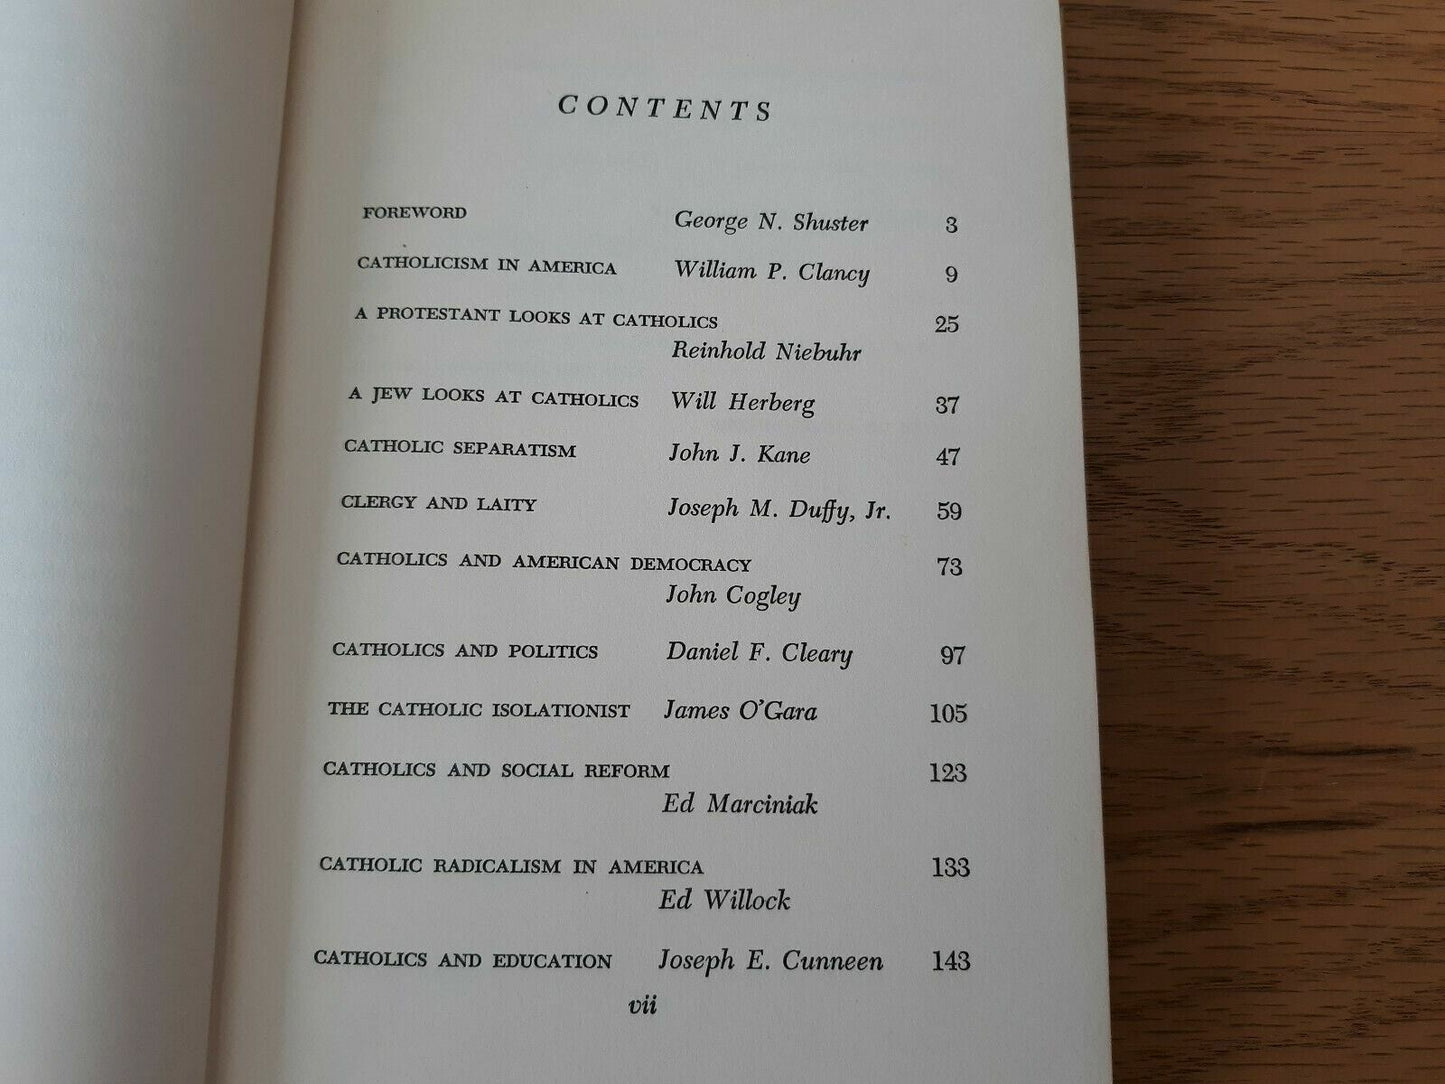 CONTENTS
FOREWORD George N. Shuster 3
CATHOLICISM IN AMERICA William P. Clancy 9
A PROTESTANT LOOKS AT CATHOLICS 25
Reinhold Niebuhr
A JEW LOOKS AT CATHOLICS Will Herberg 37
CATHOLIC SEPARATISM John J. Kane 47
CLERGY AND LAITY Joseph M. Duffy, Jr. 59
CATHOLICS AND AMERICAN DEMOCRACY 73
John Cogley
CATHOLICS AND POLITICS Daniel F. Cleary 97
THE CATHOLIC ISOLATIONIST James O'Gara 105
CATHOLICS AND SOCIAL REFORM 123
Ed Marciniak
CATHOLIC RADICALISM IN AMERICA 133
Ed Willock
CATHOLICS AND EDUCATION Joseph E. Cunneen 143
vii